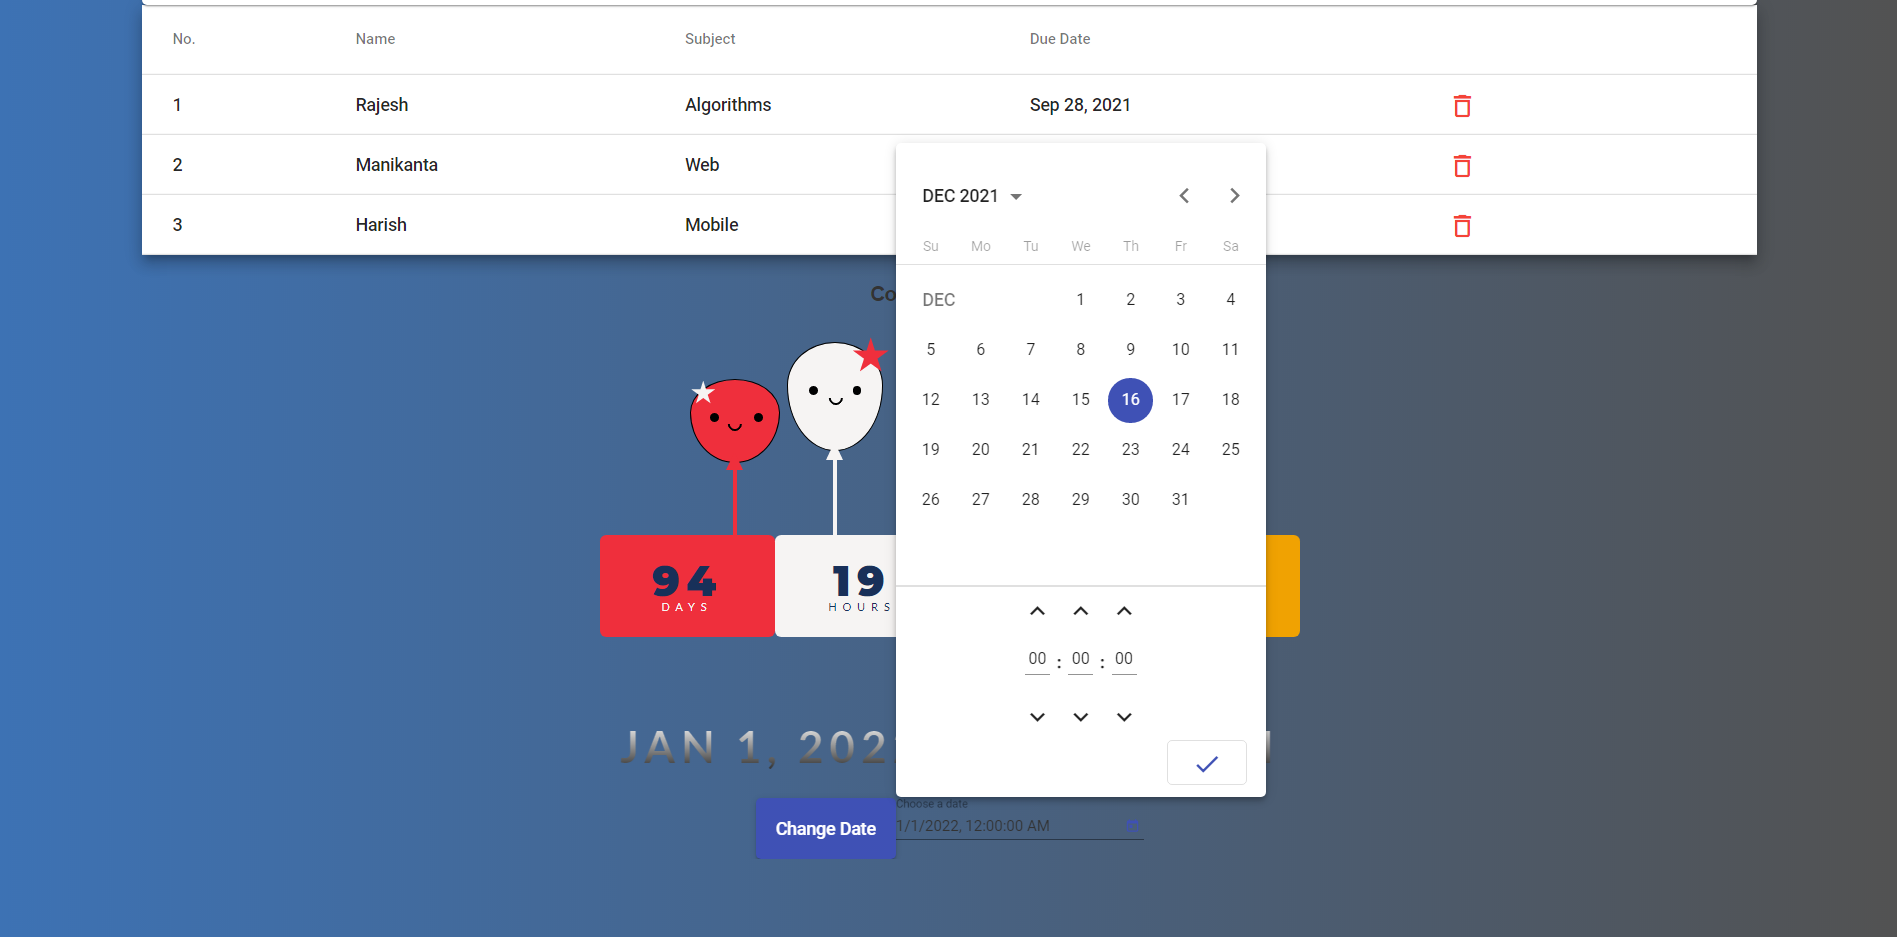 No. Name Subject Due Date
1 Rajesh Algorithms Sep 28, 2021
2 Manikanta Web
3 Harish Mobile
DEC 2021
Su Mo Tu We Th Fr Sa
DEC 1 2 3 4
5 6 7 8 9 10 11
12 13 14 15 16 17 18
19 20 21 22 23 24 25
26 27 28 29 30 31
Co
94 19
DAYS HOURS
00 : 00 : 00
JAN 1, 202
Choose a date
Change Date 1/1/2022, 12:00:00 AM